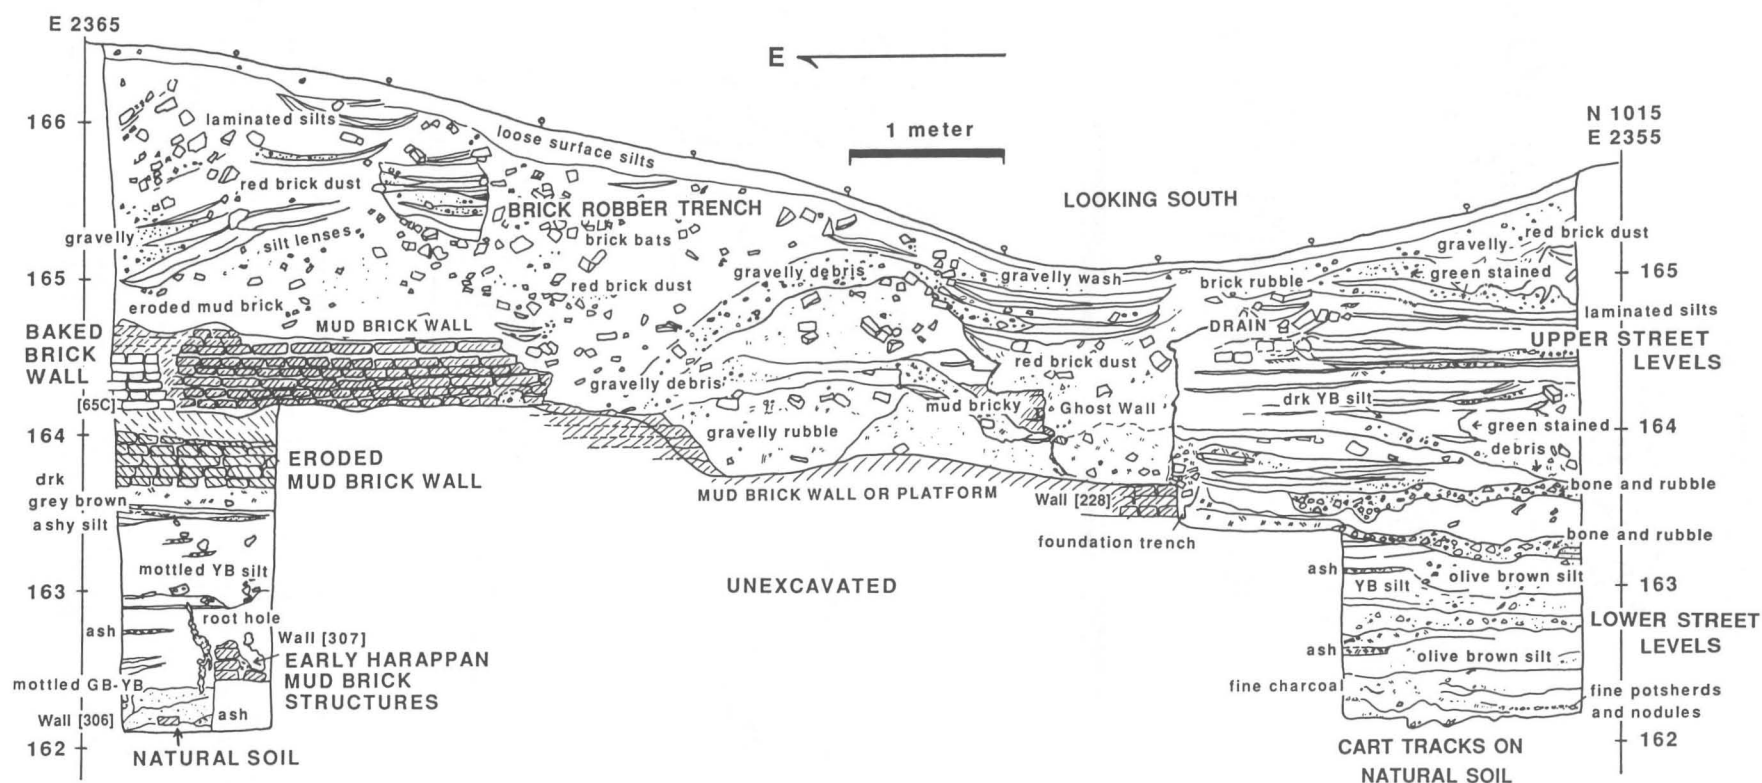 E 2365
E
N 1015
E 2355
166
laminated silts
loose surface silts
1 meter
LOOKING SOUTH
red brick dust
BRICK ROBBER TRENCH
brick bats
gravelly
silt lenses
gravelly
red brick dust
165
eroded mud brick
red brick dust
gravelly debris
gravelly wash
brick rubble
green stained
165
laminated silts
BAKED
BRICK
WALL
[65C]
MUD BRICK WALL
DRAIN
UPPER STREET
LEVELS
red brick dust
gravelly debris
mud bricky
Ghost Wall
drk YB silt
164
gravelly rubble
green stained
164
debris
ERODED
MUD BRICK WALL
drk
grey brown
ashy silt
MUD BRICK WALL OR PLATFORM
Wall [228]
bone and rubble
foundation trench
bone and rubble
mottled YB silt
UNEXCAVATED
ash
YB silt
olive brown silt
163
163
root hole
ash
Wall [307]
EARLY HARAPPAN
MUD BRICK
STRUCTURES
LOWER STREET
LEVELS
ash
olive brown silt
mottled GB-YB
fine charcoal
fine potsherds
and nodules
Wall [306]
ash
162
NATURAL SOIL
162
CART TRACKS ON
NATURAL SOIL